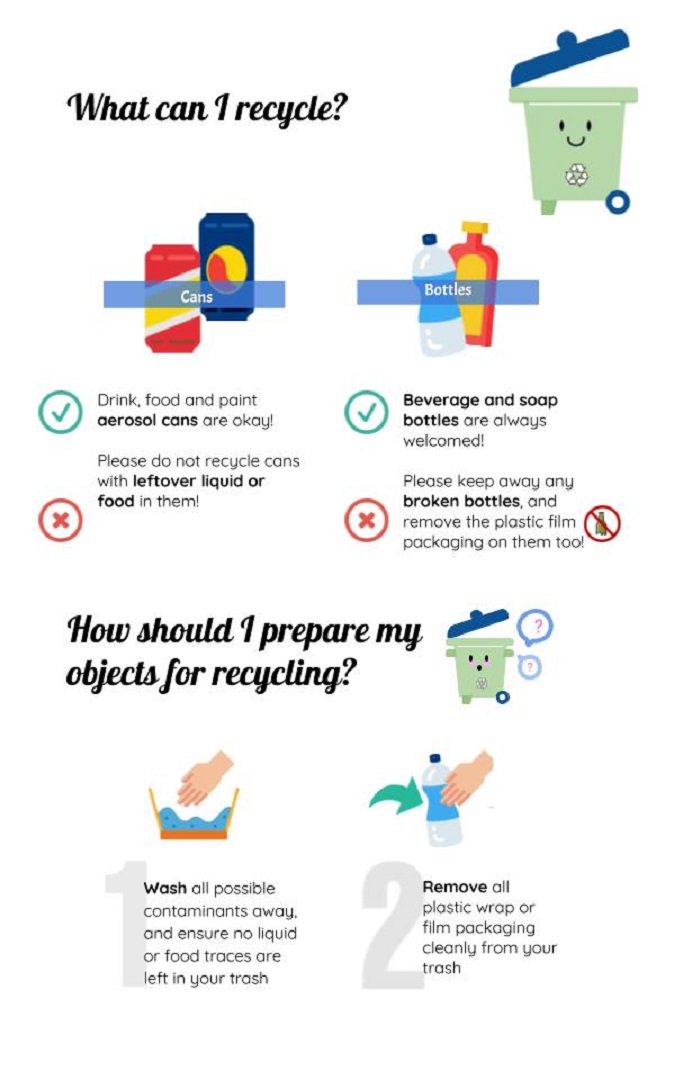 What can I recycle?
Cans
Bottles
Drink, food and paint
aerosol cans are okay!
Please do not recycle cans
with leftover liquid or
food in them!
Beverage and soap
bottles are always
welcomed!
Please keep away any
broken bottles, and
remove the plastic film
packaging on them too!
How should I prepare my
objects for recycling?
?
?
1
Wash all possible
contaminants away,
and ensure no liquid
or food traces are
left in your trash
2
Remove all
plastic wrap or
film packaging
cleanly from your
trash